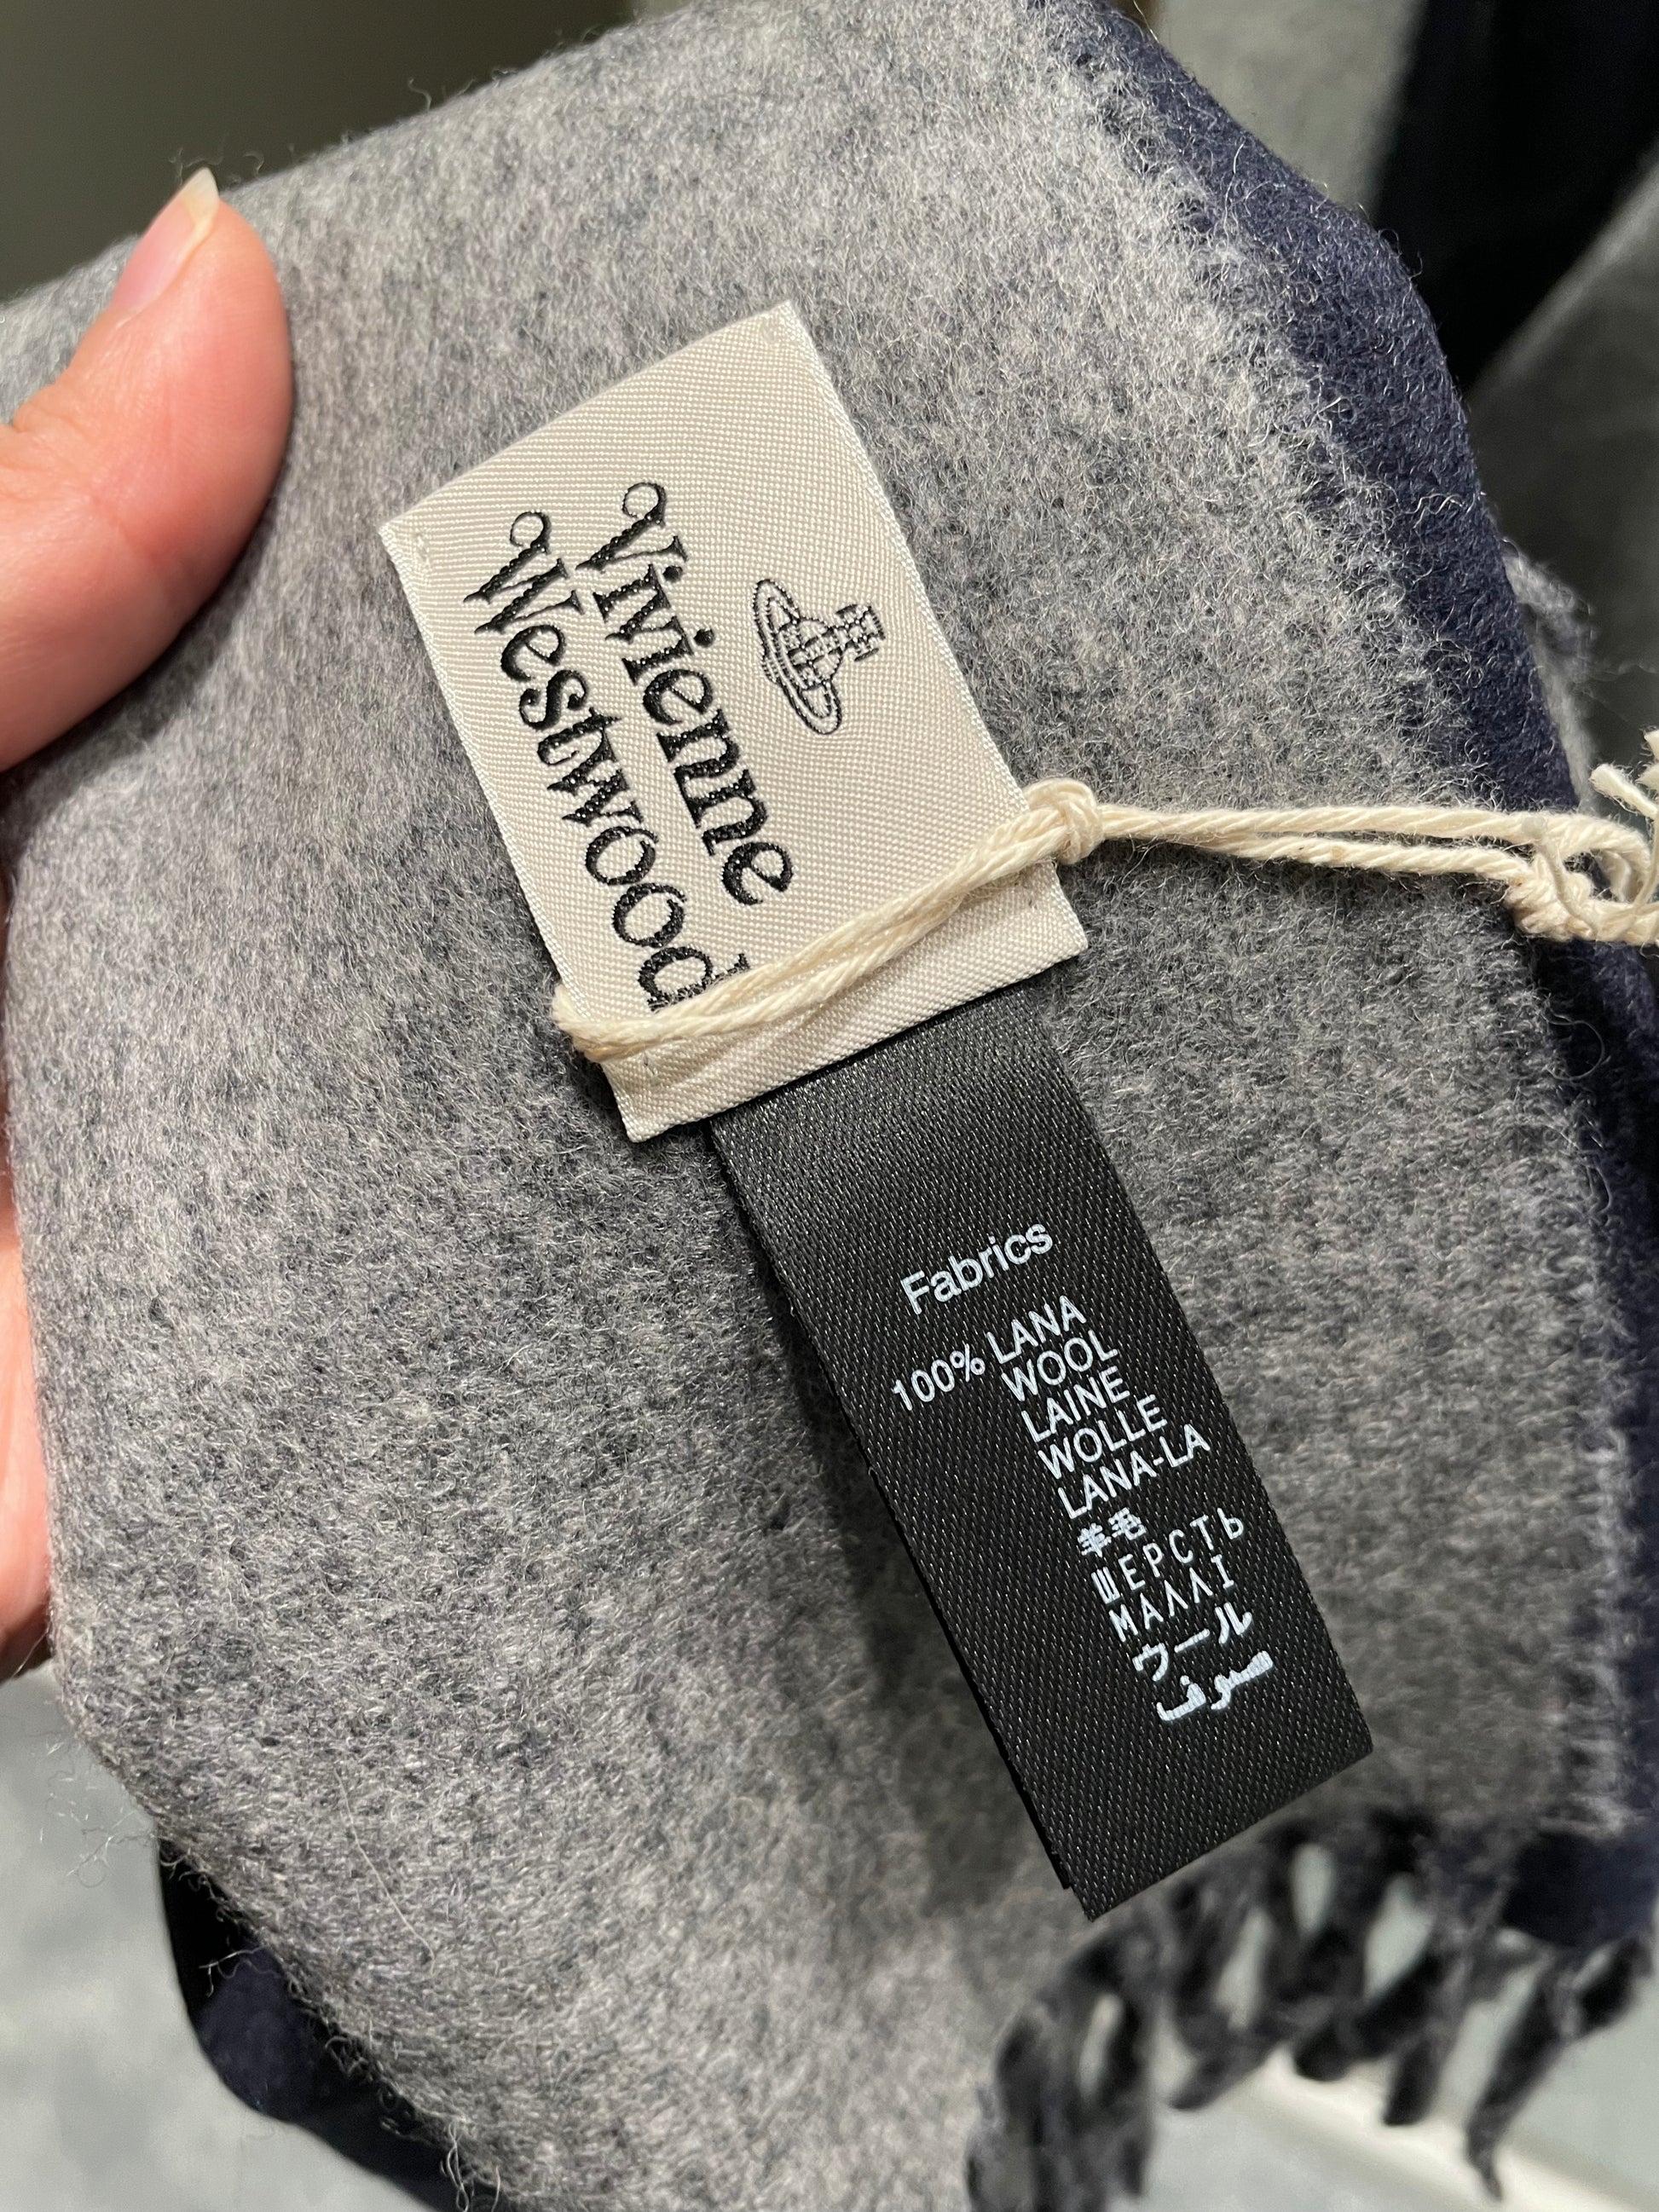 Vivienne
Westwood
Fabrics
100% LANA
WOOL
LAINE
WOLLE
LANA-LA
羊毛
ШЕРСТЬ
ΜΑΛΛΙ
ウール
صوف